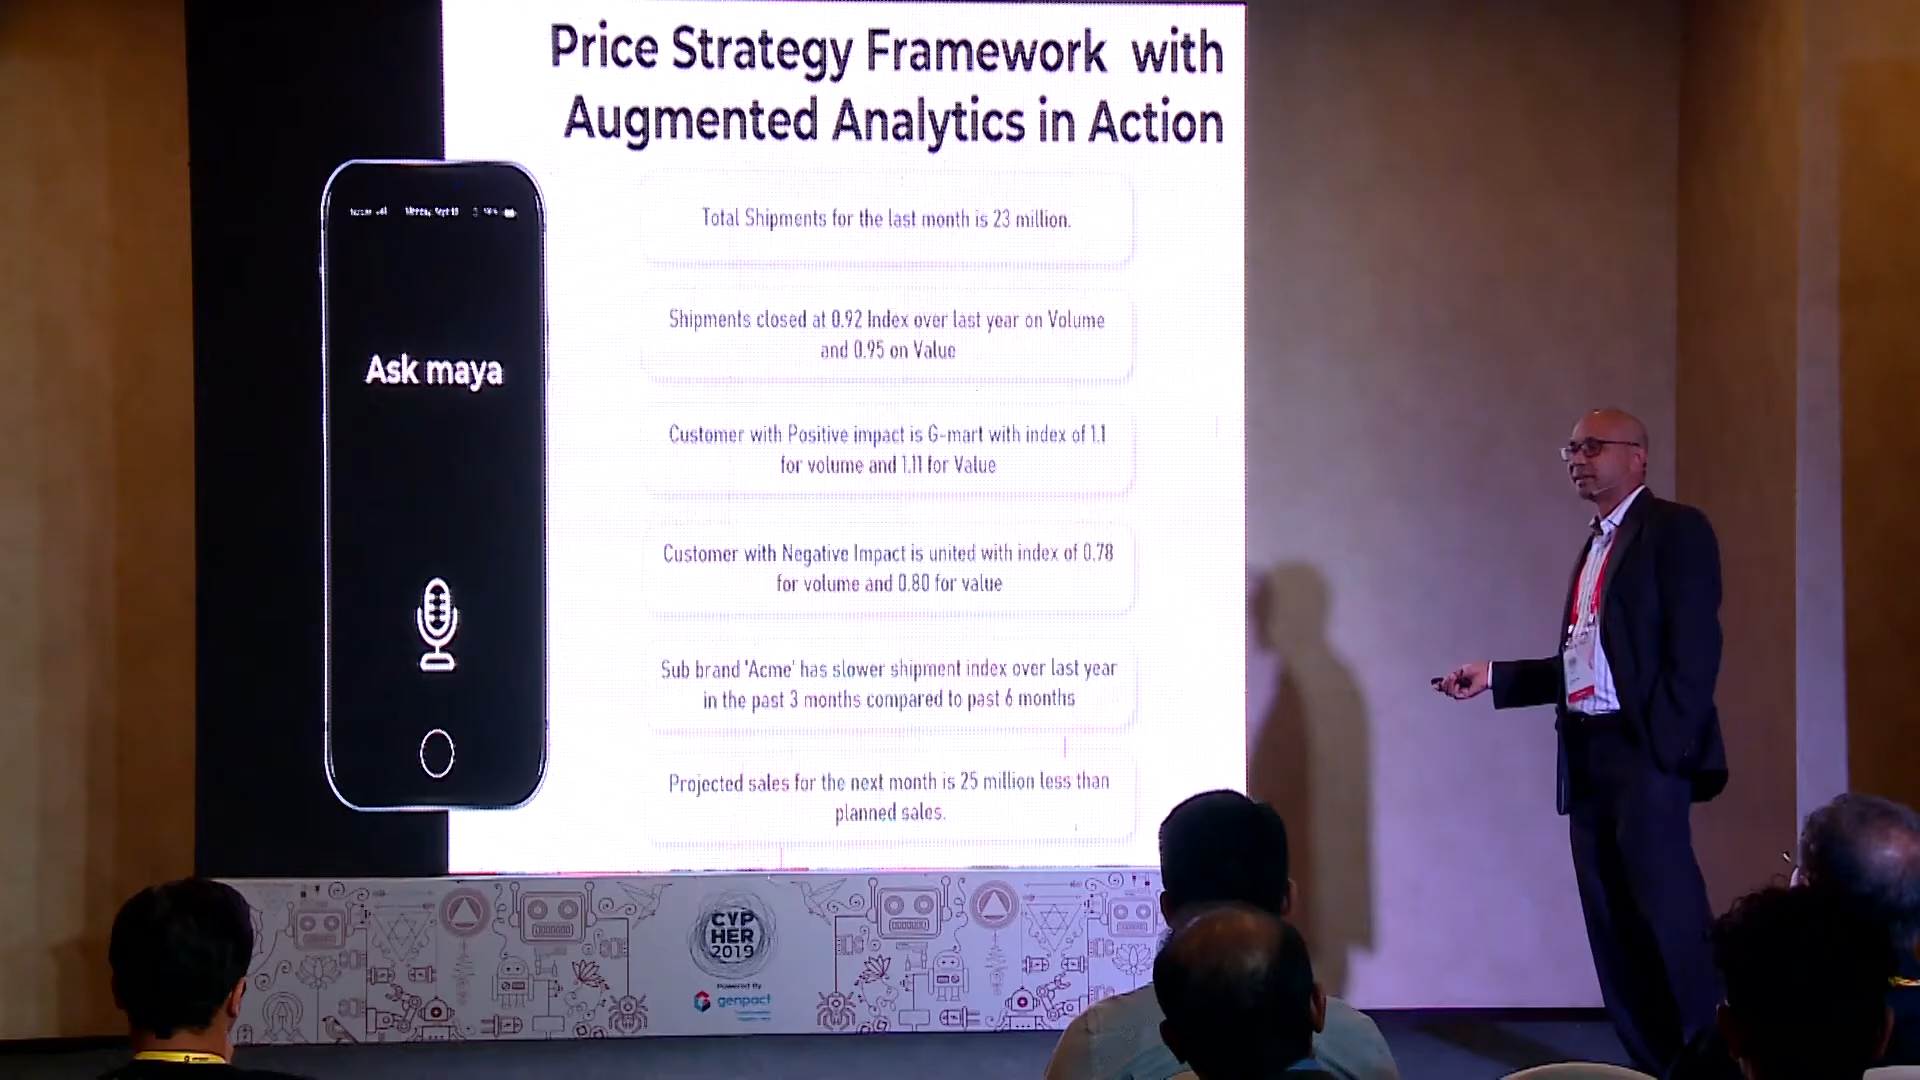 Price Strategy Framework with
Augmented Analytics in Action
Ask maya
Total Shipments for the last month is 23 million.
Shipments closed at 0.92 Index over last year on Volume
and 0.95 on Value
Customer with Positive impact is G-mart with index of 1.1
for volume and 1.11 for Value
Customer with Negative Impact is united with index of 0.78
for volume and 0.80 for value
Sub brand 'Acme' has slower shipment index over last year
in the past 3 months compared to past 6 months
Projected sales for the next month is 25 million less than
planned sales.
CYP
HER
2019
Powered By
genpact